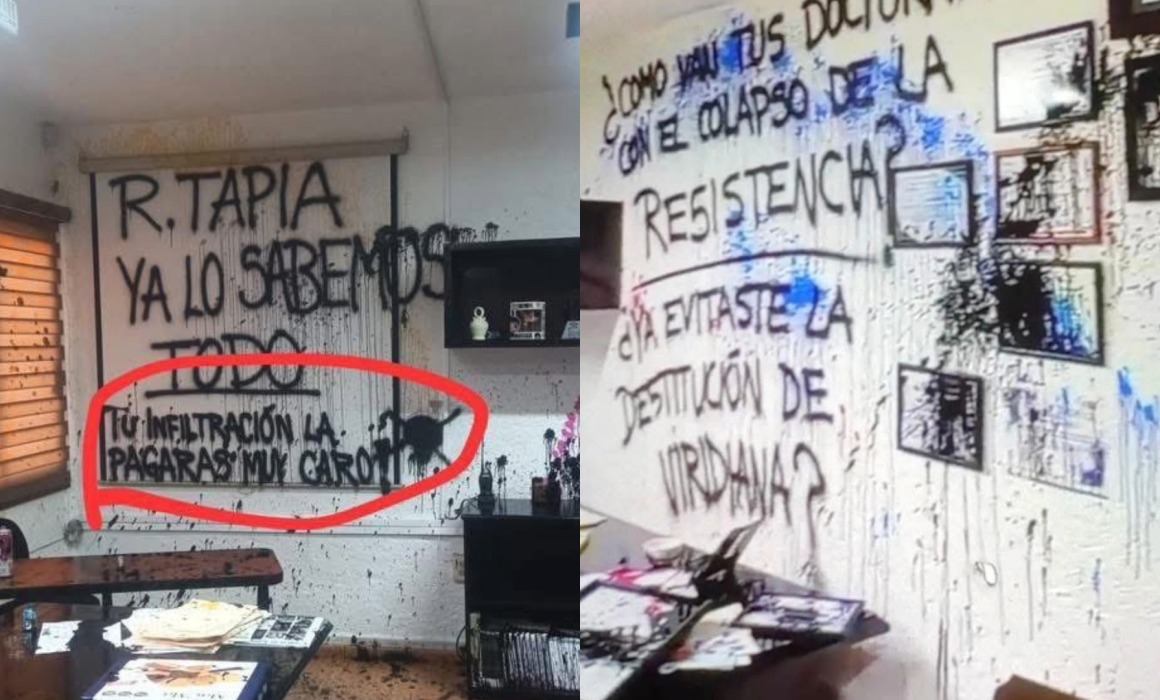 R. TAPIA
YA LO SABEMOS
TODO
TU INFILTRACIÓN LA
PAGARAS MUY CARO
¿COMO VAN TUS
CON EL COLAPSO DE LA
RESISTENCIA?
¿YA EVITASTE LA
DESTITUCIÓN DE
VIRIDIANA?